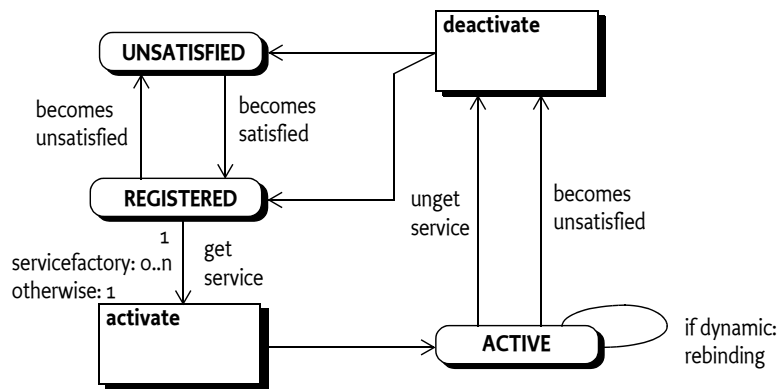 deactivate
UNSATISFIED
becomes
unsatisfied
becomes
satisfied
REGISTERED
unget
service
becomes
unsatisfied
1
servicefactory: 0..n
otherwise: 1
get
service
activate
ACTIVE
if dynamic:
rebinding